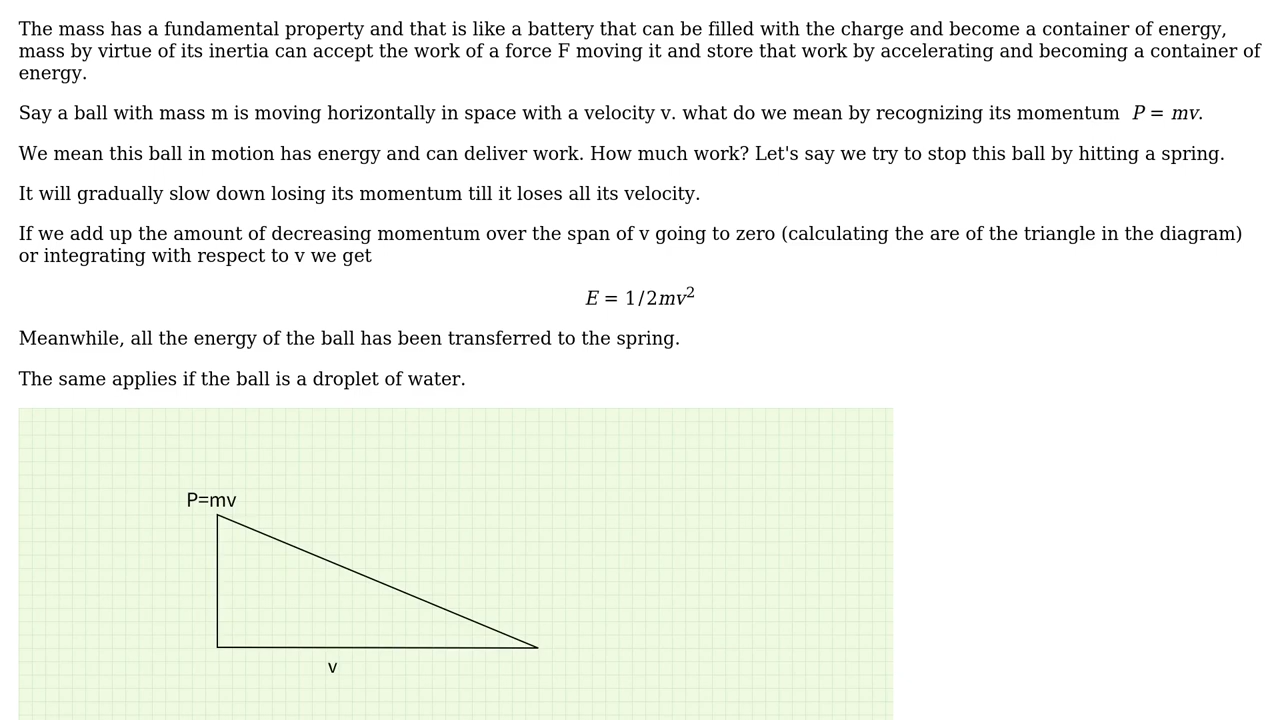 The mass has a fundamental property and that is like a battery that can be filled with the charge and become a container of energy,
mass by virtue of its inertia can accept the work of a force F moving it and store that work by accelerating and becoming a container of
energy.
Say a ball with mass m is moving horizontally in space with a velocity v. what do we mean by recognizing its momentum P = mv.
We mean this ball in motion has energy and can deliver work. How much work? Let's say we try to stop this ball by hitting a spring.
It will gradually slow down losing its momentum till it loses all its velocity.
If we add up the amount of decreasing momentum over the span of v going to zero (calculating the are of the triangle in the diagram)
or integrating with respect to v we get
E = 1/2mv²
Meanwhile, all the energy of the ball has been transferred to the spring.
The same applies if the ball is a droplet of water.
P=mv
v